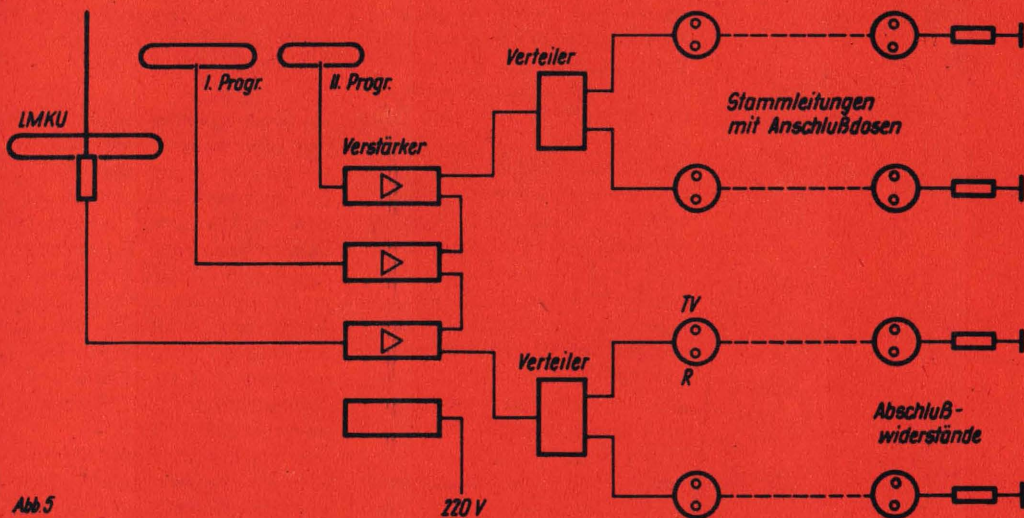 LMKU
I. Progr.
II. Progr.
Verstärker
Verteiler
Stammleitungen
mit Anschlußdosen
TV
R
Verteiler
Abschluß-
widerstände
220 V
Abb.5